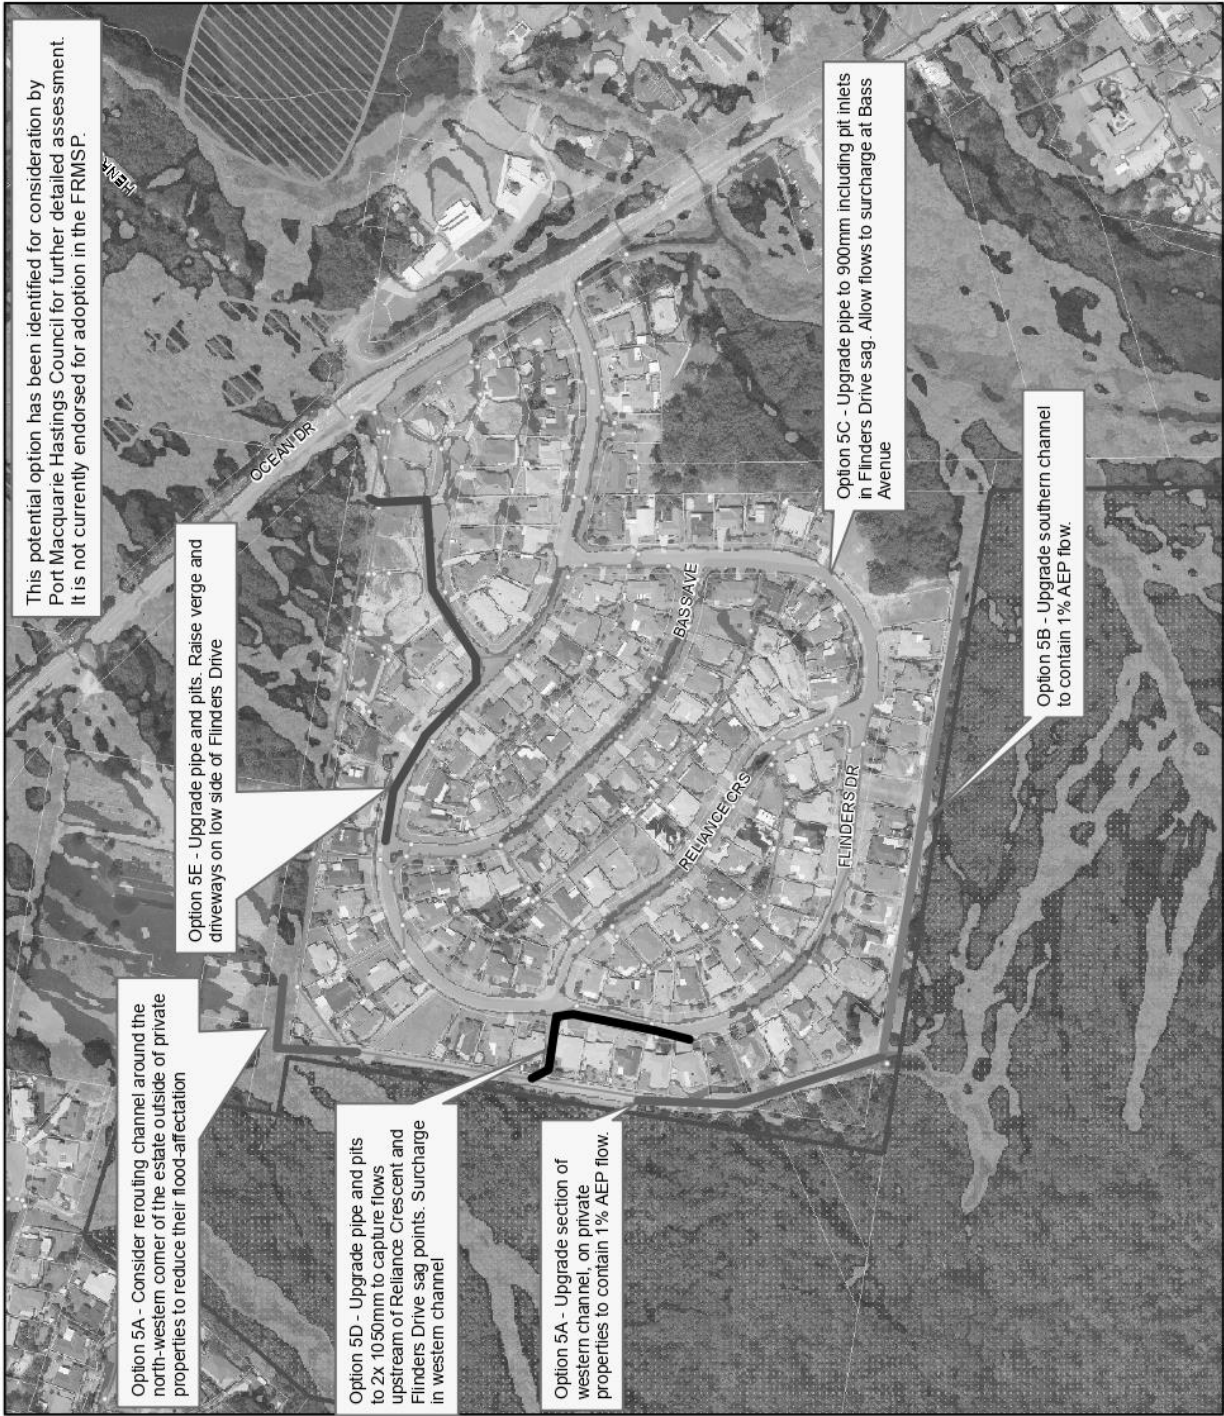 This potential option has been identified for consideration by
Port Macquarie Hastings Council for further detailed assessment.
It is not currently endorsed for adoption in the FRMSP.
OCEAN DR
Option 5E - Upgrade pipe and pits. Raise verge and
driveways on low side of Flinders Drive
Option 5A - Consider rerouting channel around the
north-western corner of the estate outside of private
properties to reduce their flood-affectation
Option 5D - Upgrade pipe and pits
to 2x 1050mm to capture flows
upstream of Reliance Crescent and
Flinders Drive sag points. Surcharge
in western channel
Option 5A - Upgrade section of
western channel, on private
properties to contain 1% AEP flow.
BASS AVE
RELIANCE CRS
FLINDERS DR
Option 5C - Upgrade pipe to 900mm including pit inlets
in Flinders Drive sag. Allow flows to surcharge at Bass
Avenue
Option 5B - Upgrade southern channel
to contain 1% AEP flow.